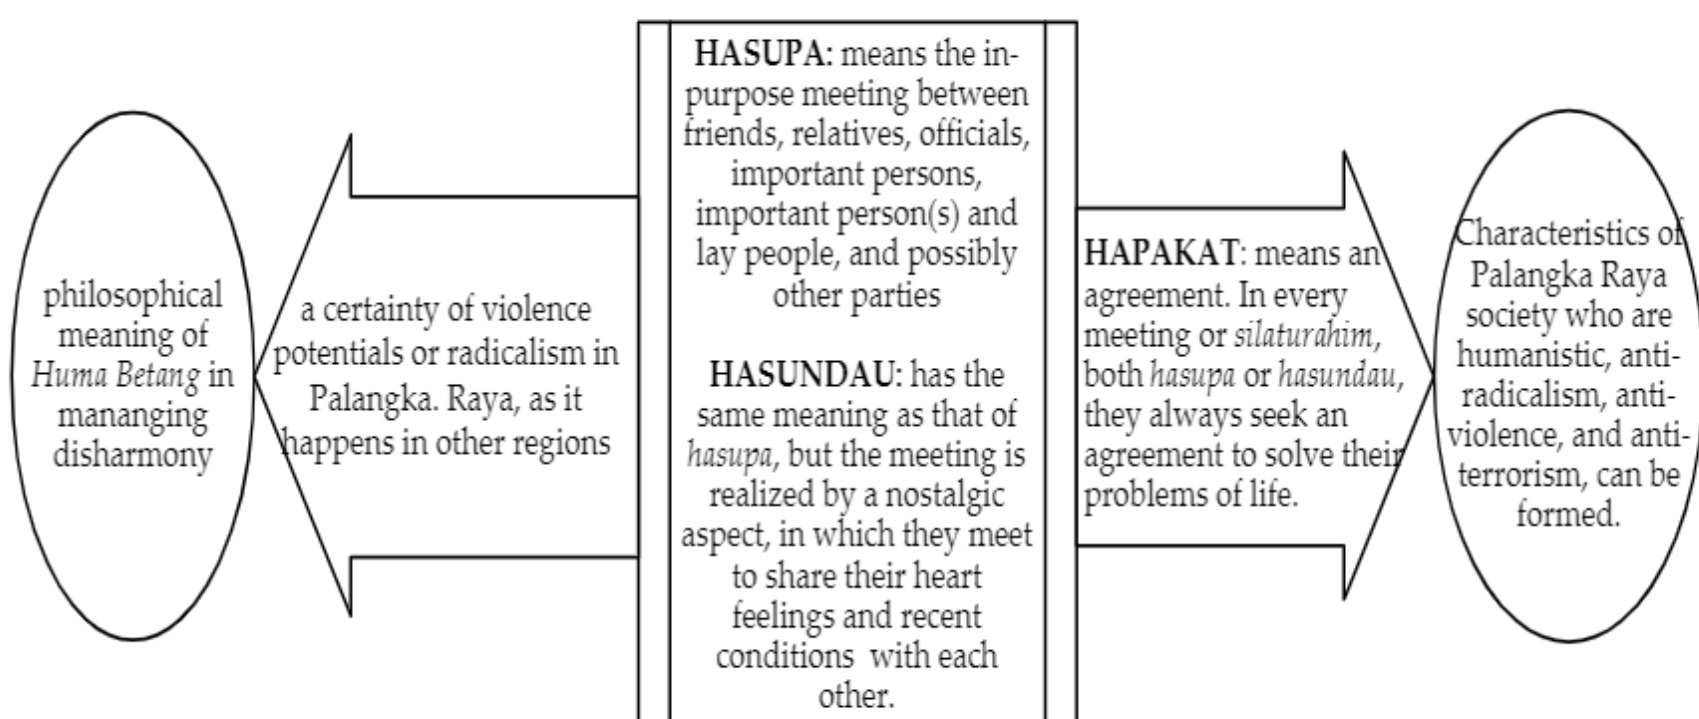 philosophical
meaning of
Huma Betang in
mananging
disharmony
a certainty of violence
potentials or radicalism in
Palangka. Raya, as it
happens in other regions
HASUPA: means the in-
purpose meeting between
friends, relatives, officials,
important persons,
important person(s) and
lay people, and possibly
other parties
HASUNDAU: has the
same meaning as that of
hasupa, but the meeting is
realized by a nostalgic
aspect, in which they meet
to share their heart
feelings and recent
conditions with each
other.
HAPAKAT: means an
agreement. In every
meeting or silaturahim,
both hasupa or hasundau,
they always seek an
agreement to solve their
problems of life.
Characteristics of
Palangka Raya
society who are
humanistic, anti-
radicalism, anti-
violence, and anti-
terrorism, can be
formed.